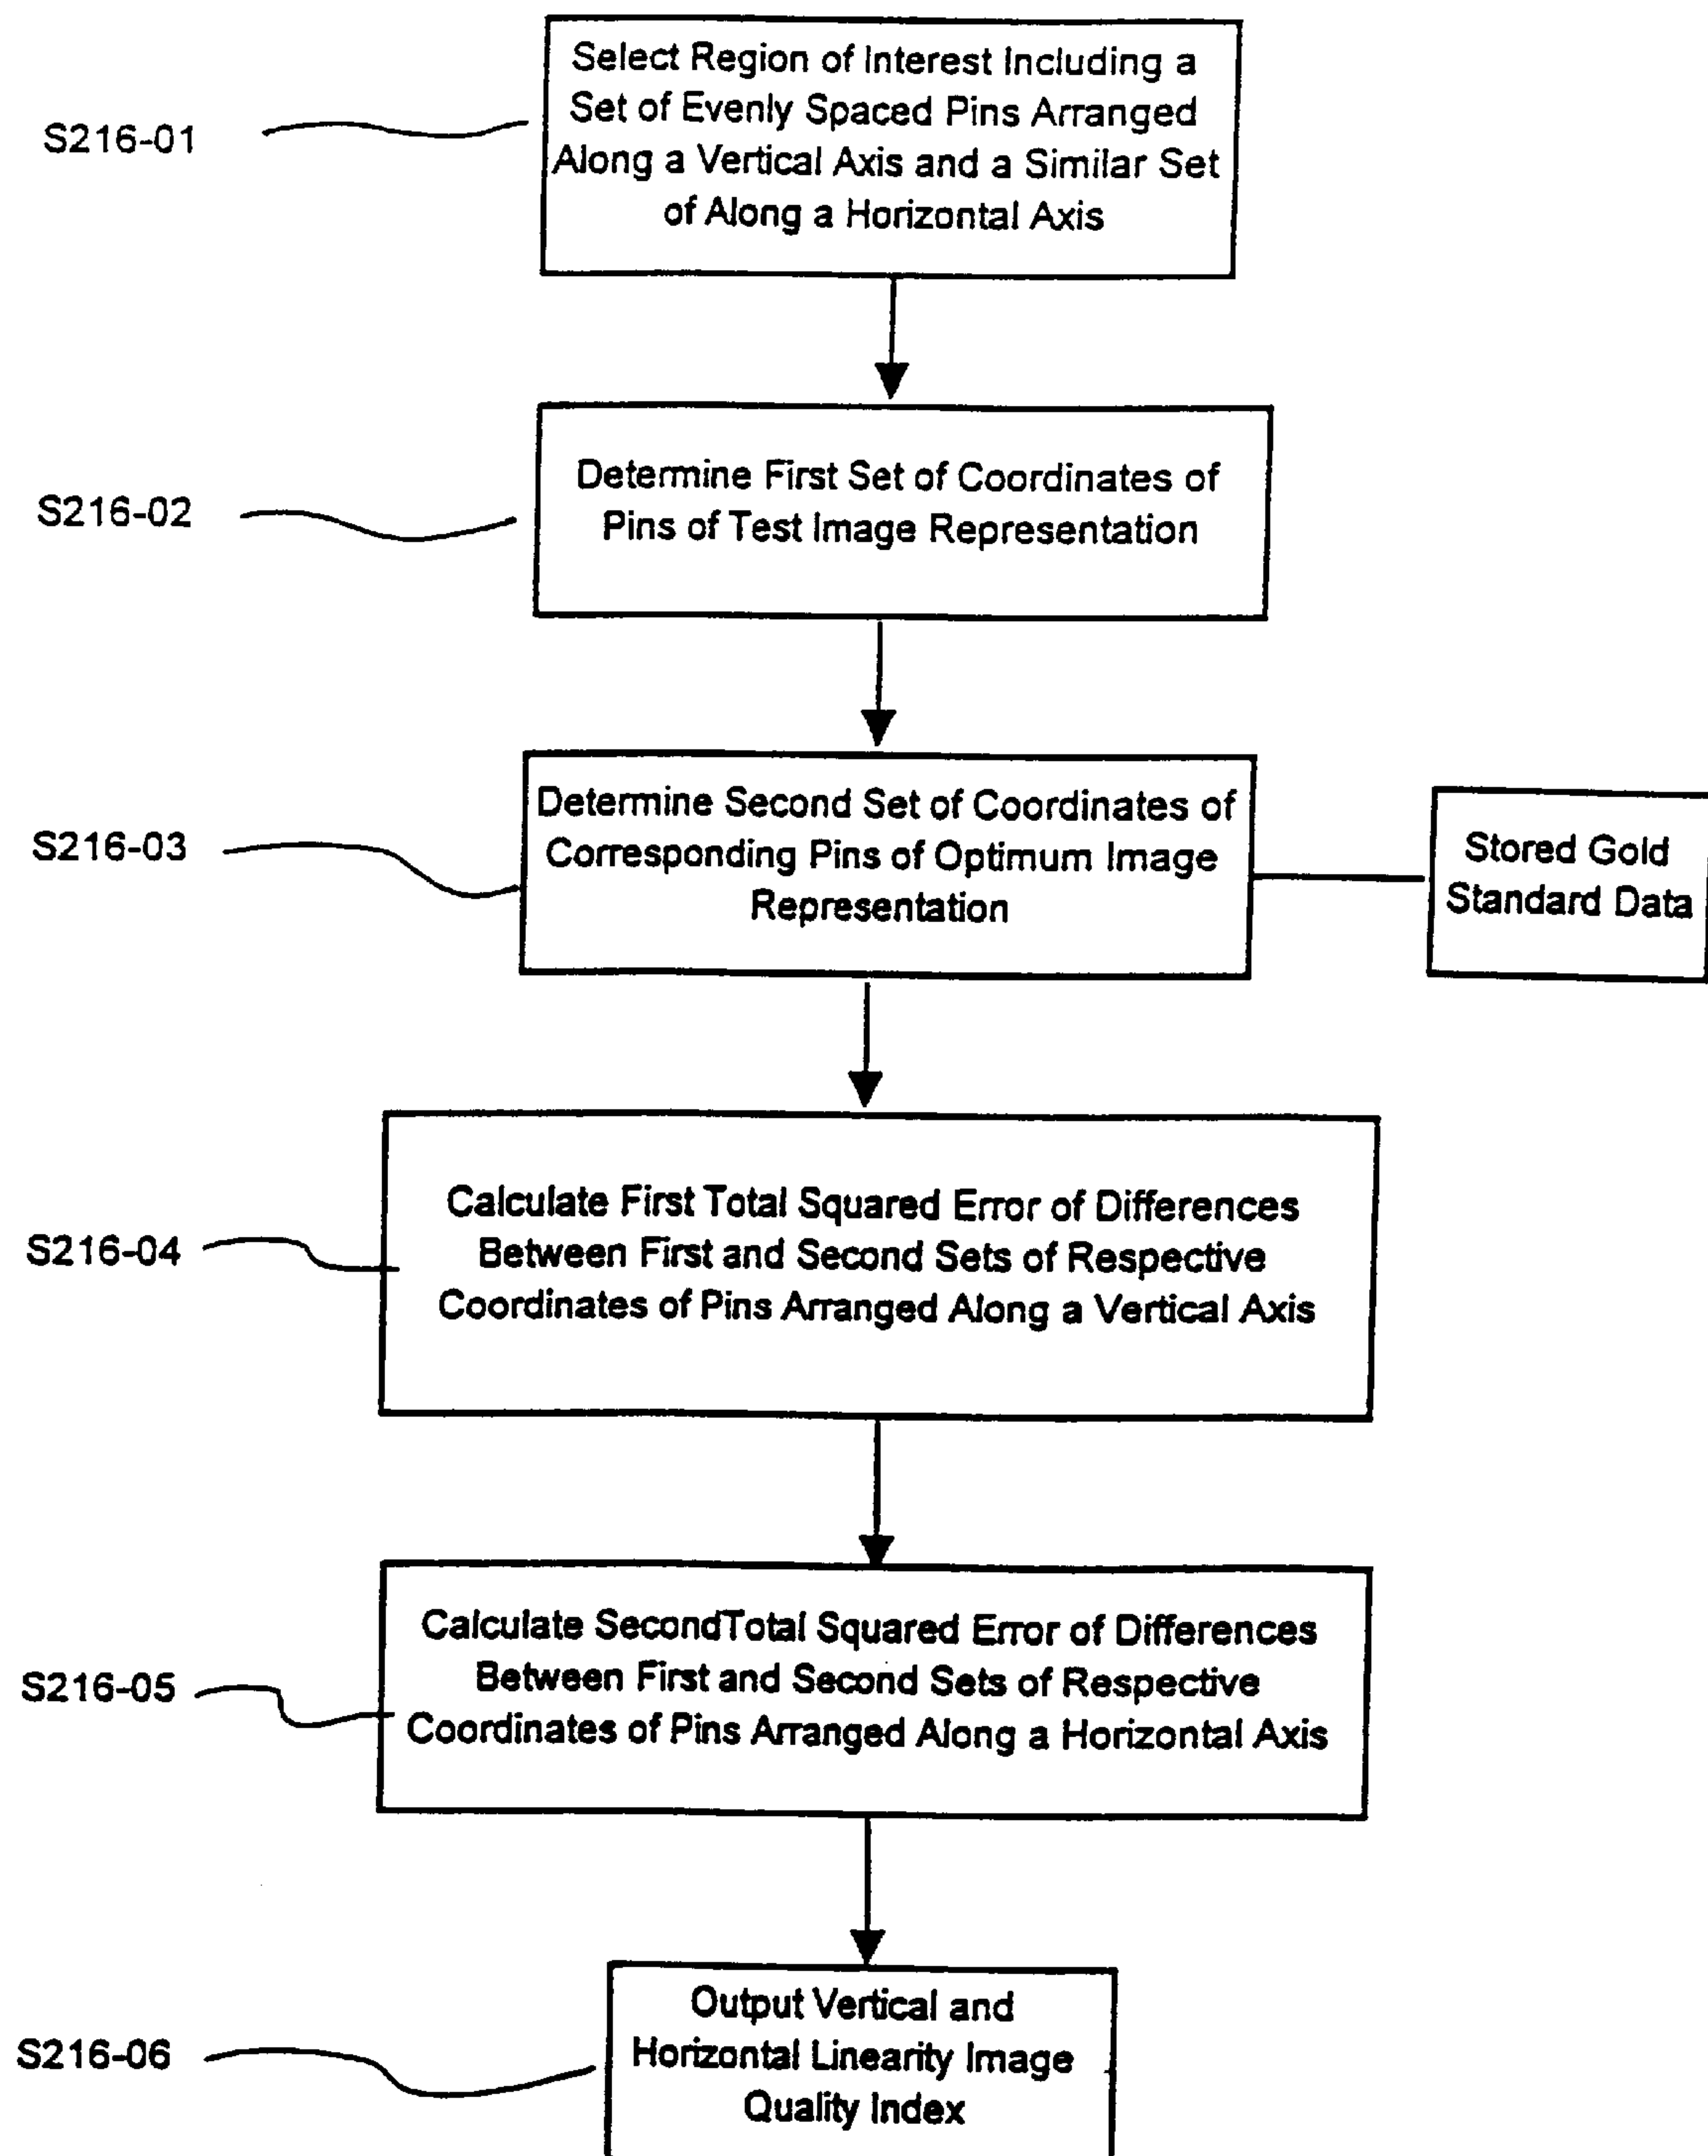 S216-01
Select Region of Interest Including a
Set of Evenly Spaced Pins Arranged
Along a Vertical Axis and a Similar Set
of Along a Horizontal Axis
S216-02
Determine First Set of Coordinates of
Pins of Test Image Representation
S216-03
Determine Second Set of Coordinates of
Corresponding Pins of Optimum Image
Representation
Stored Gold
Standard Data
S216-04
Calculate First Total Squared Error of Differences
Between First and Second Sets of Respective
Coordinates of Pins Arranged Along a Vertical Axis
S216-05
Calculate SecondTotal Squared Error of Differences
Between First and Second Sets of Respective
Coordinates of Pins Arranged Along a Horizontal Axis
S216-06
Output Vertical and
Horizontal Linearity Image
Quality Index